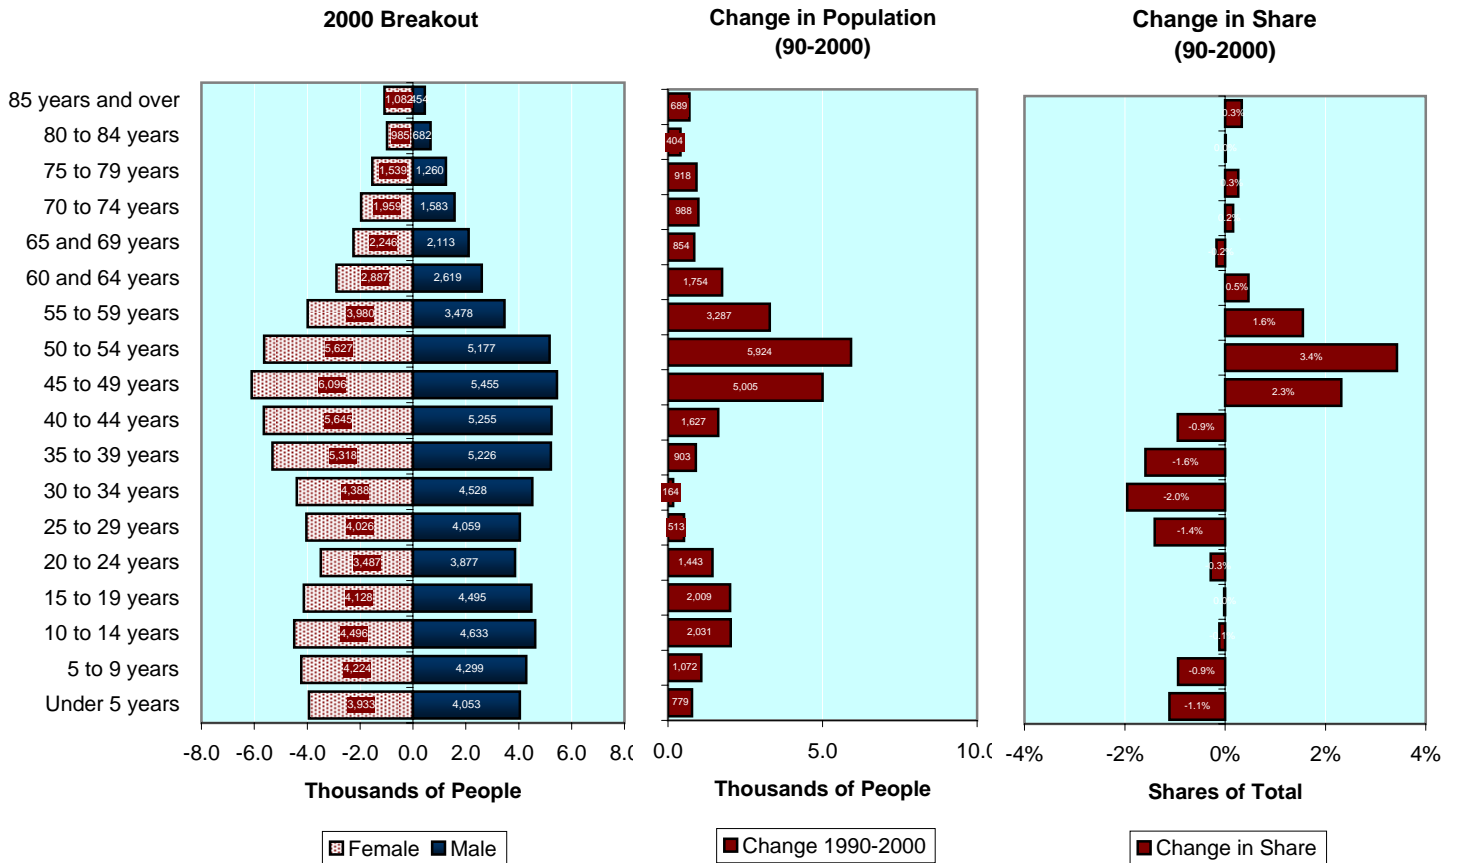 2000 Breakout
Change in Population
(90-2000)
Change in Share
(90-2000)
85 years and over
1,082
454
689
0.3%
80 to 84 years
985
682
404
0.0%
75 to 79 years
1,539
1,260
918
0.3%
70 to 74 years
1,959
1,583
988
65 and 69 years
2,246
2,113
854
60 and 64 years
2,887
2,619
1,754
0.5%
55 to 59 years
3,980
3,478
3,287
1.6%
50 to 54 years
5,627
5,177
5,924
3.4%
45 to 49 years
6,096
5,455
5,005
2.3%
40 to 44 years
5,645
5,255
1,627
-0.9%
35 to 39 years
5,318
5,226
903
-1.6%
30 to 34 years
4,388
4,528
164
-2.0%
25 to 29 years
4,026
4,059
513
-1.4%
20 to 24 years
3,487
3,877
1,443
15 to 19 years
4,128
4,495
2,009
10 to 14 years
4,496
4,633
2,031
5 to 9 years
4,224
4,299
1,072
-0.9%
Under 5 years
3,933
4,053
779
-1.1%
-8.0 -6.0 -4.0 -2.0 0.0 2.0 4.0 6.0
0.0 5.0
-4% -2% 0% 2% 4%
Thousands of People
Thousands of People
Shares of Total
Female Male
Change 1990-2000
Change in Share